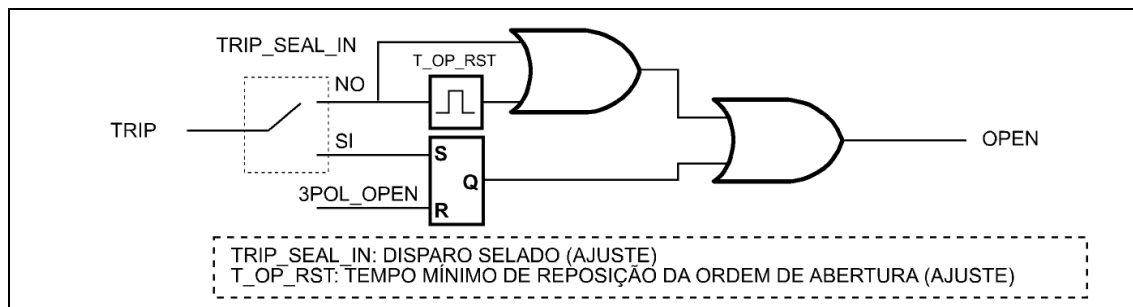 TRIP_SEAL_IN
T_OP_RST
NO
TRIP
OPEN
SI
S
Q
3POL_OPEN
R
TRIP_SEAL_IN: DISPARO SELADO (AJUSTE)
T_OP_RST: TEMPO MÍNIMO DE REPOSIÇÃO DA ORDEM DE ABERTURA (AJUSTE)